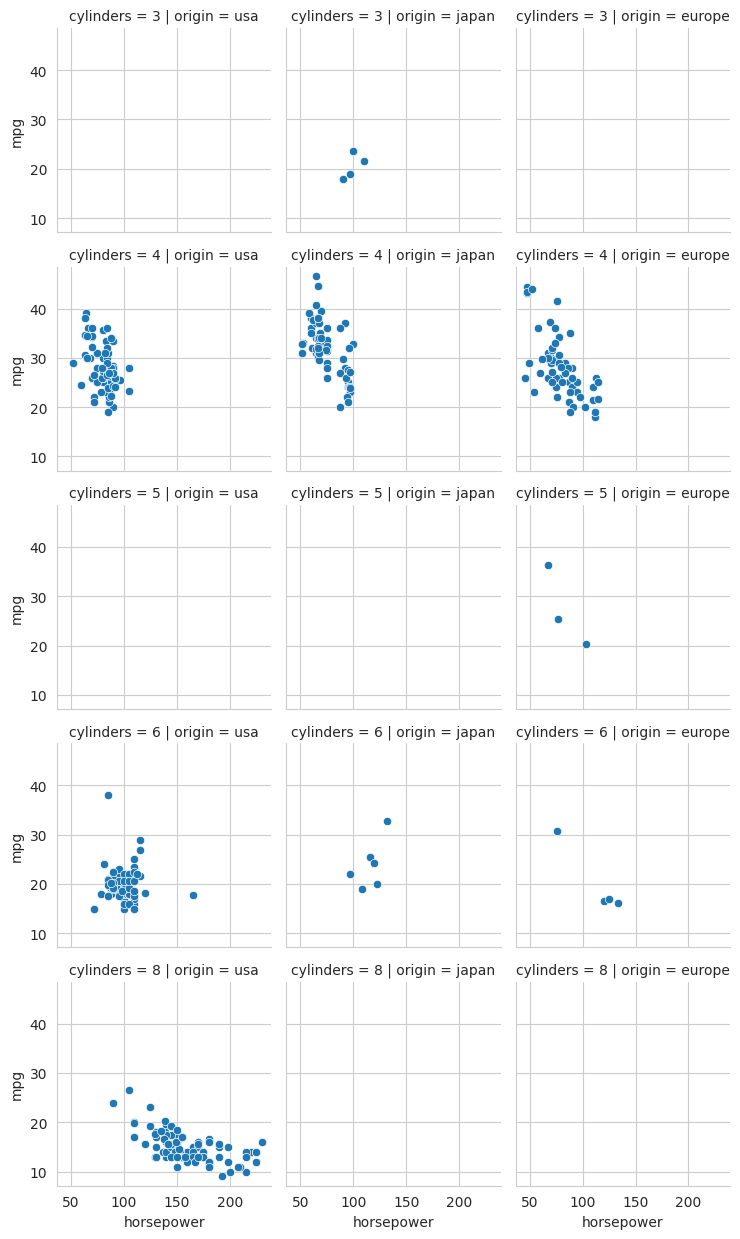 cylinders = 3 | origin = usa
cylinders = 3 | origin = japan
cylinders = 3 | origin = europe
40
30
20
10
mpg
cylinders = 4 | origin = usa
cylinders = 4 | origin = japan
cylinders = 4 | origin = europe
40
30
20
10
mpg
cylinders = 5 | origin = usa
cylinders = 5 | origin = japan
cylinders = 5 | origin = europe
40
30
20
10
mpg
cylinders = 6 | origin = usa
cylinders = 6 | origin = japan
cylinders = 6 | origin = europe
40
30
20
10
mpg
cylinders = 8 | origin = usa
cylinders = 8 | origin = japan
cylinders = 8 | origin = europe
40
30
20
10
mpg
50 100 150 200
50 100 150 200
50 100 150 200
horsepower
horsepower
horsepower